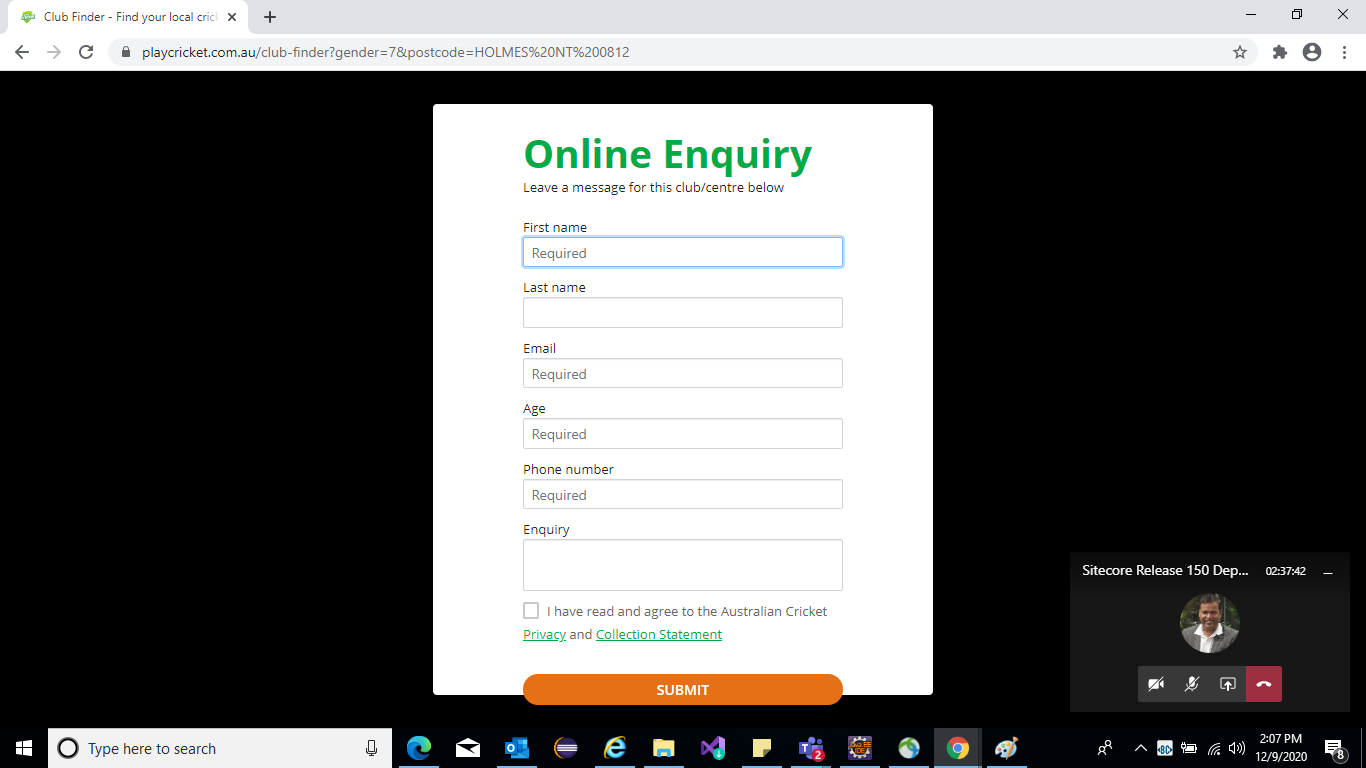 Club Finder - Find your local cric
playcricket.com.au/club-finder?gender=7&postcode=HOLMES%20NT%200812
Online Enquiry
Leave a message for this club/centre below
First name
Required
Last name
Email
Required
Age
Required
Phone number
Required
Enquiry
I have read and agree to the Australian Cricket
Privacy and Collection Statement
SUBMIT
Sitecore Release 150 Dep... 02:37:42
Type here to search
2
2:07 PM
12/9/2020
8